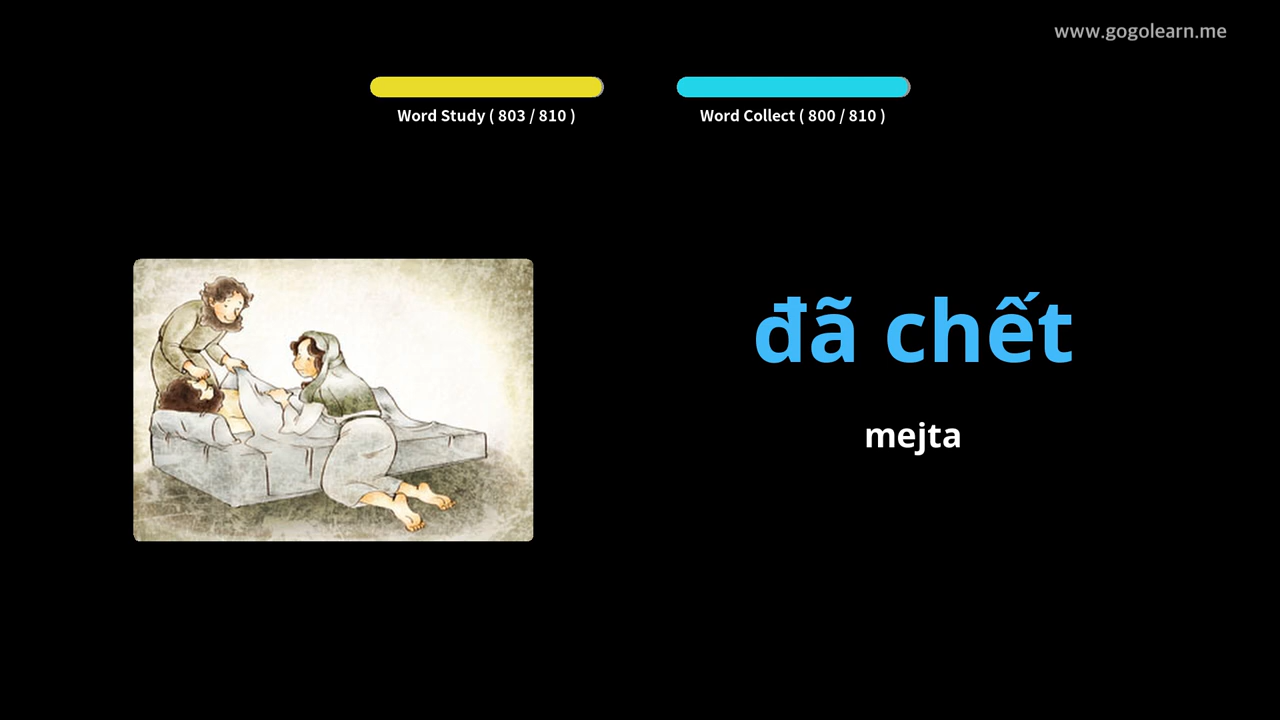 www.gogolearn.me
Word Study ( 803 / 810 )
Word Collect ( 800 / 810 )
đã chết
mejta